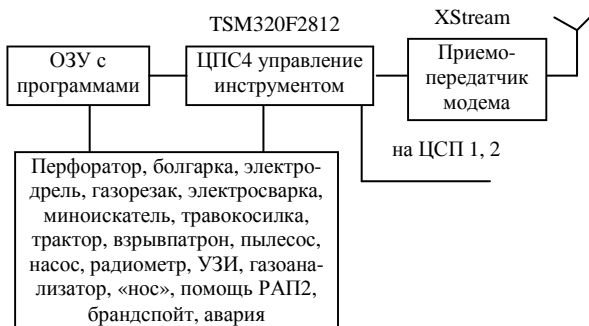 TSM320F2812
XStream
ОЗУ с
программами
ЦПС4 управление
инструментом
Приемо-
передатчик
модема
на ЦСП 1, 2
Перфоратор, болгарка, электро-
дрель, газорезак, электросварка,
миноискатель, травокосилка,
трактор, взрывпатрон, пылесос,
насос, радиометр, УЗИ, газоана-
лизатор, «нос», помощь РАП2,
брандспойт, авария